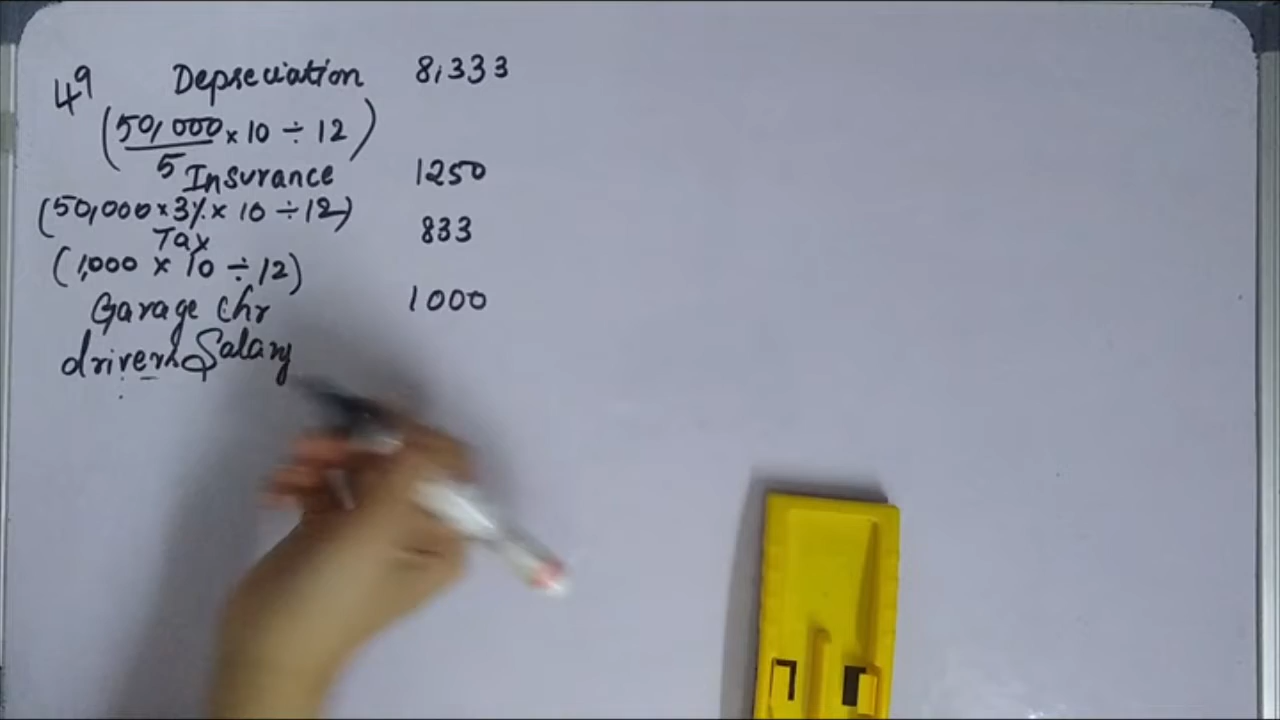 49 Depreciation 8,333
(50,000/5 × 10 ÷ 12)
Insurance 1250
(50,000 × 3% × 10 ÷ 12)
Tax 833
(1,000 × 10 ÷ 12)
Garage Chr 1000
drivers Salary